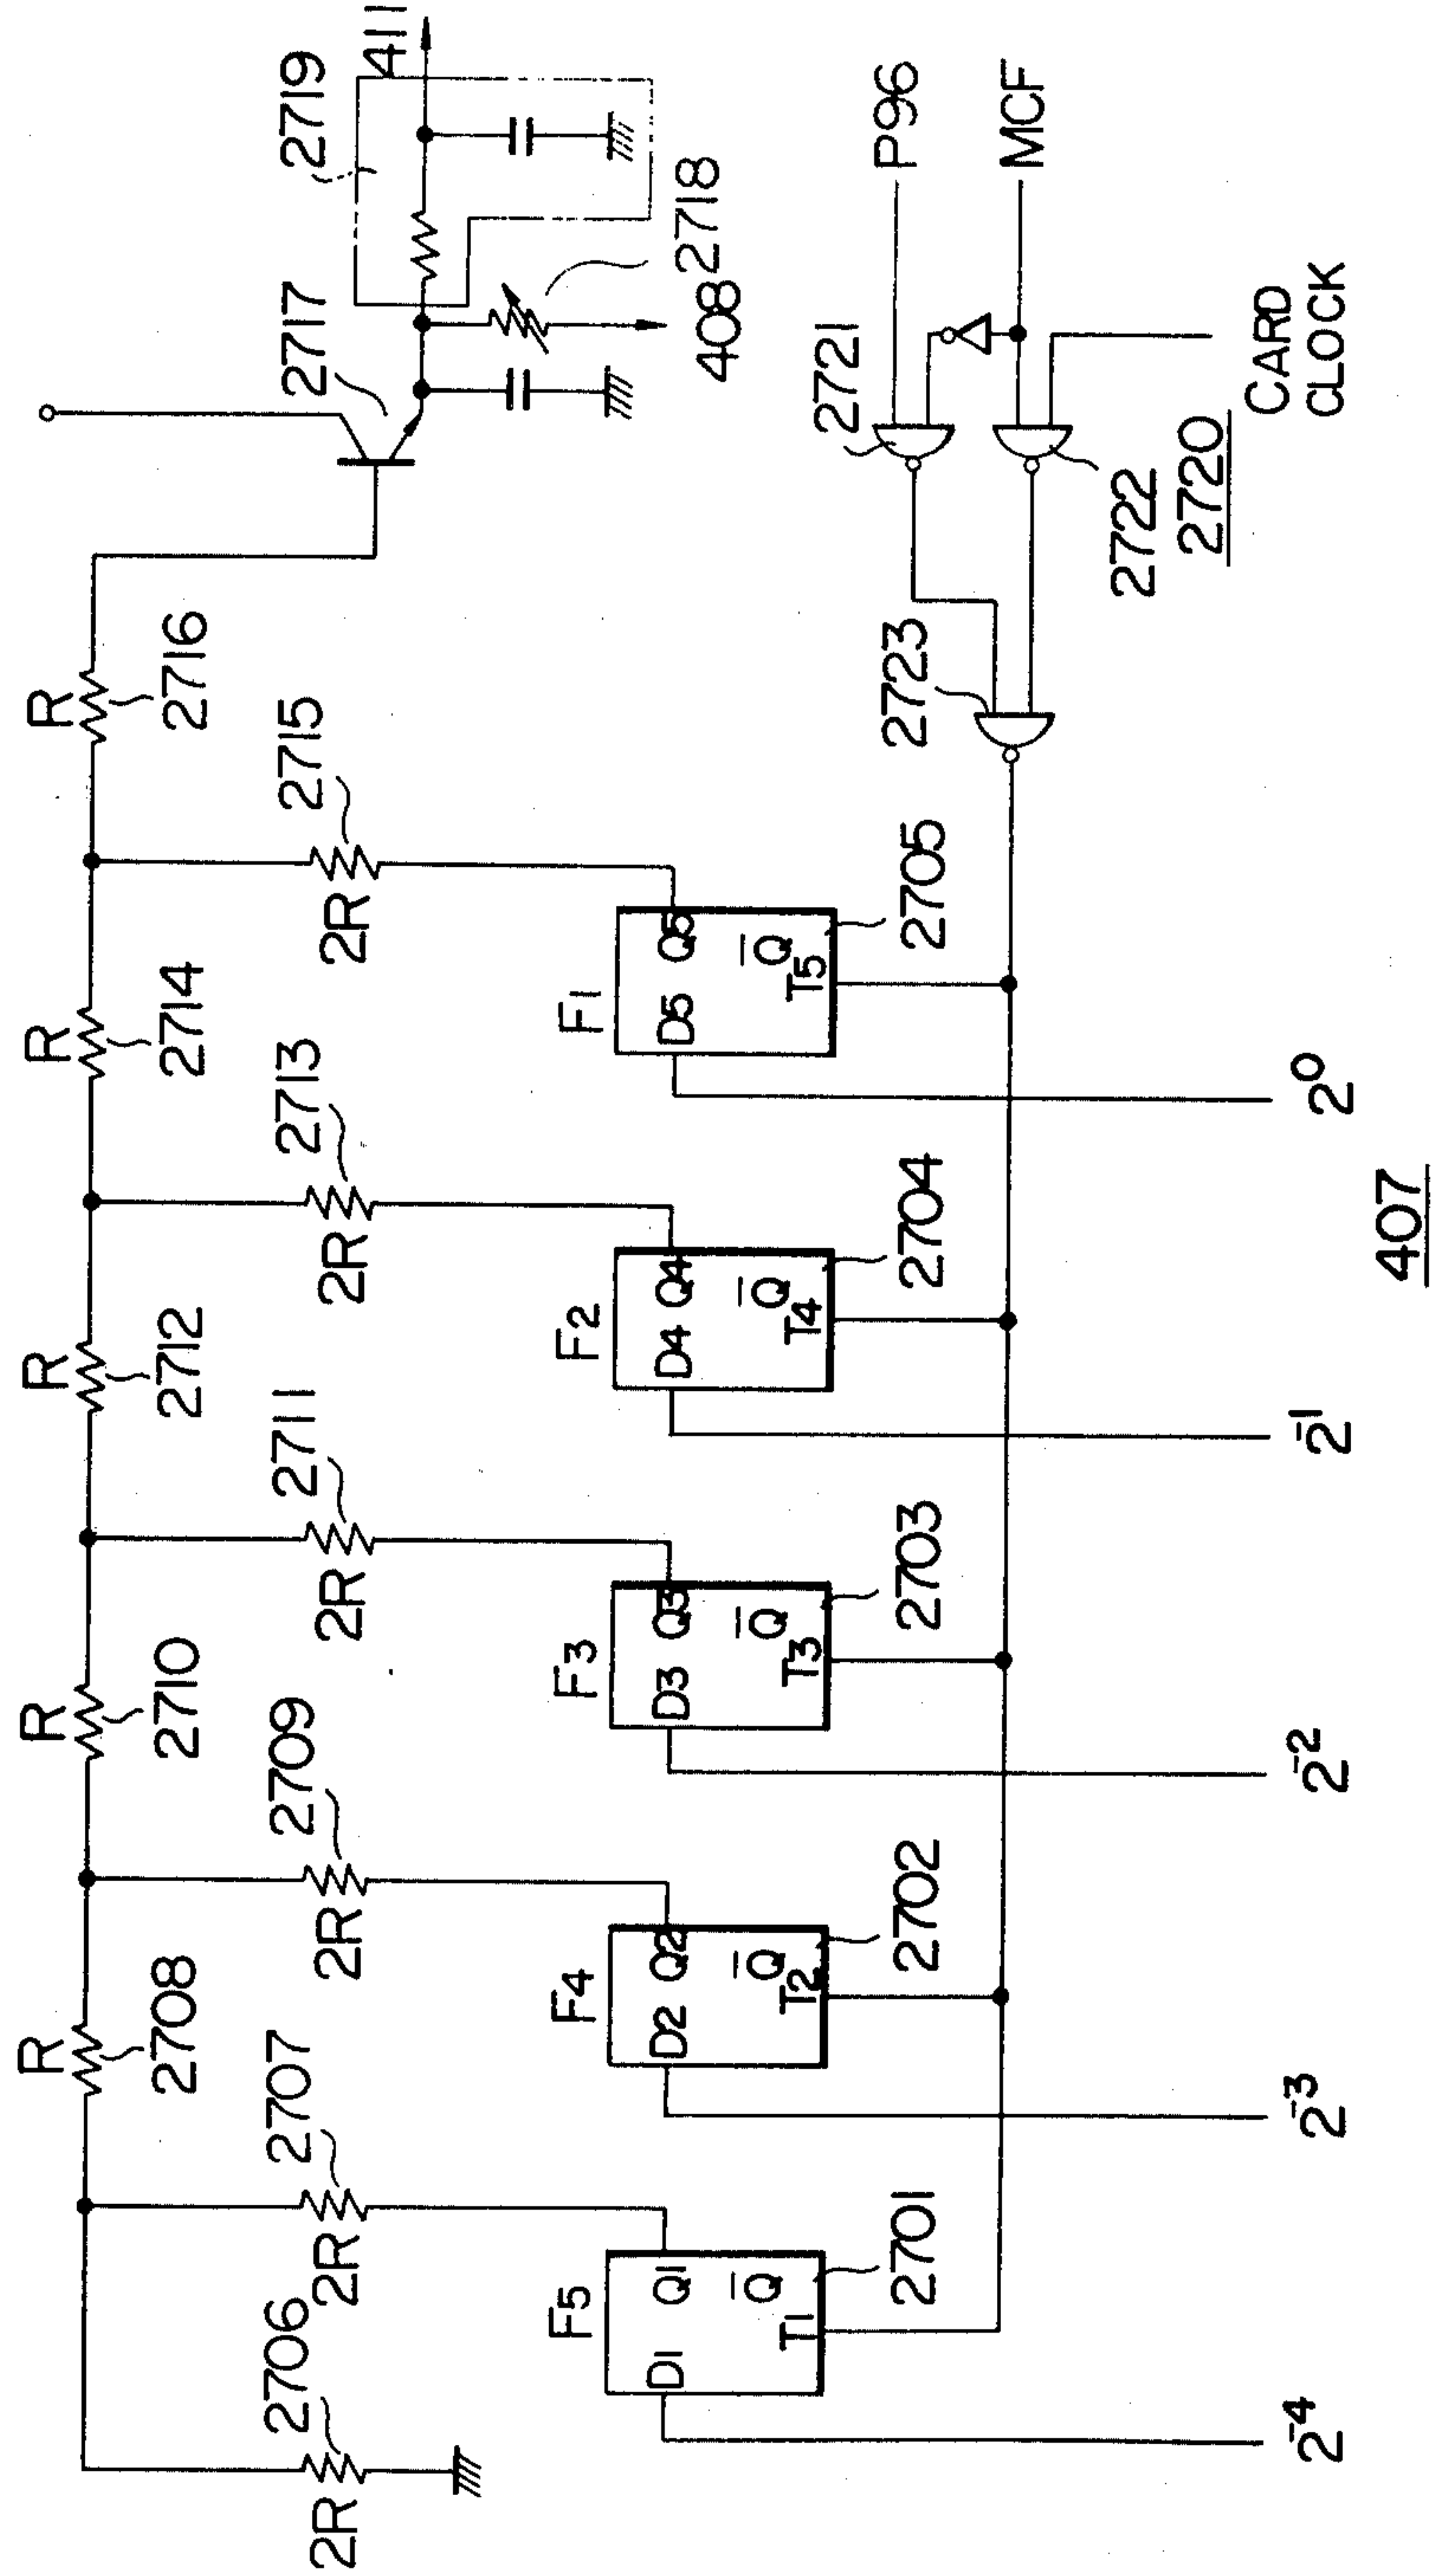 R
R
R
R
R
2708
2710
2712
2714
2716
2717
2719
411
2706
2707
2709
2711
2713
2715
2R
2R
2R
2R
2R
2R
2718
408
F5
F4
F3
F2
F1
D1 Q1
Q̅
T1
2701
D2 Q2
Q̅
T2
2702
D3 Q3
Q̅
T3
2703
D4 Q4
Q̅
T4
2704
D5 Q5
Q̅
T5
2705
2723
2721
P96
MCF
2722
2720
CARD
CLOCK
2⁻⁴
2⁻³
2⁻²
2⁻¹
2⁰
407